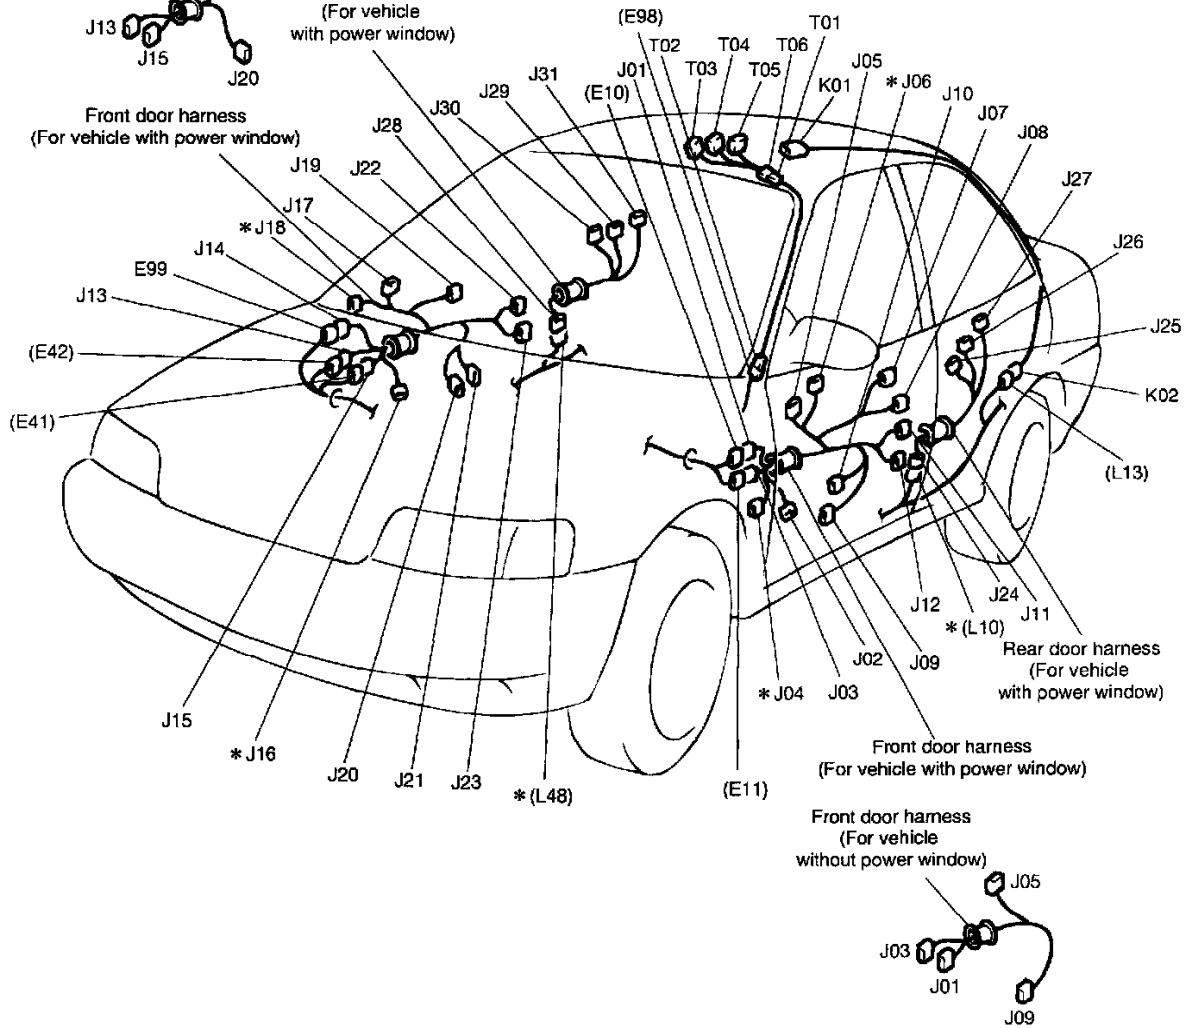 J13
J15
J20
(For vehicle
with power window)
Front door harness
(For vehicle with power window)
(E98)
T01
T02
T04
T06
J01
T03
T05
J05
J31
(E10)
K01
*J06
J29
J10
J30
J07
J28
J08
J19
J22
J27
J17
*J18
J26
J14
E99
J13
J25
(E42)
K02
(E41)
(L13)
J24
J12
J11
*(L10)
Rear door harness
(For vehicle
with power window)
J02
J09
*J04
J03
J15
*J16
J20
J21
J23
*(L48)
(E11)
Front door harness
(For vehicle with power window)
Front door harness
(For vehicle
without power window)
J05
J03
J01
J09